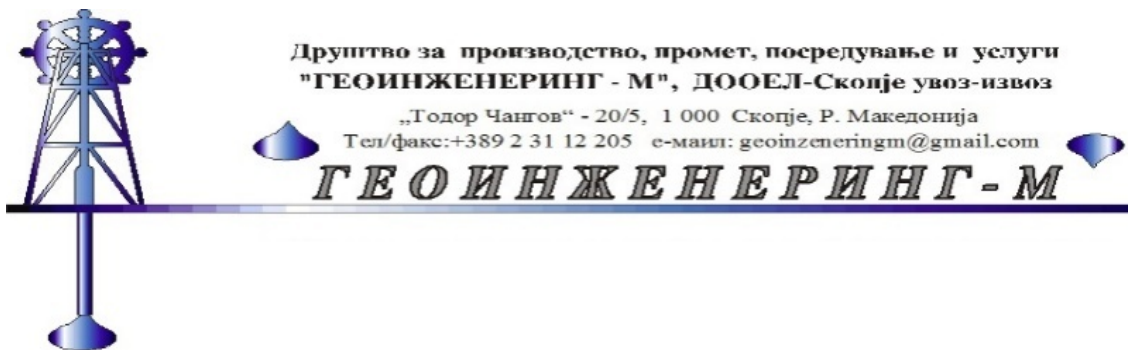 Друштво за производство, промет, посредување и услуги
"ГЕОИНЖЕНЕРИНГ - М", ДООЕЛ-Скопје увоз-извоз
„Тодор Чангов“ - 20/5, 1 000 Скопје, Р. Македонија
Тел/факс:+389 2 31 12 205 е-маил: geoinzeneringm@gmail.com
ГЕОИНЖЕНЕРИНГ-М